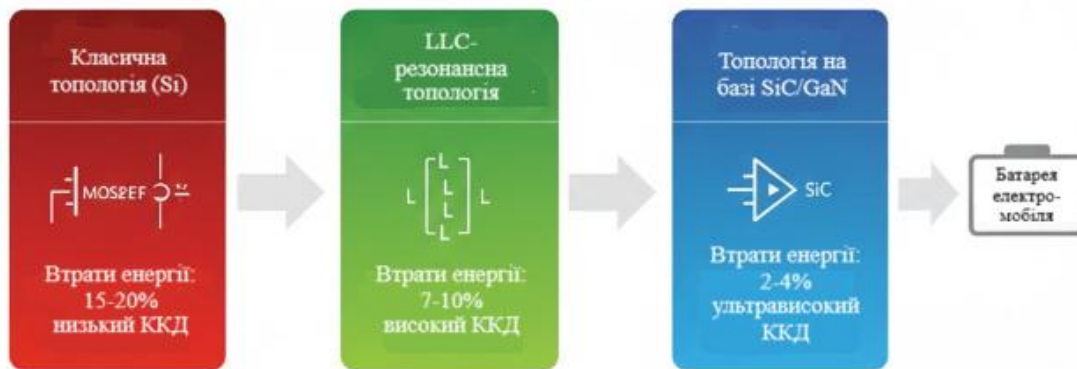 Класична
топологія (Si)
MOSƧEF
Втрати енергії:
15-20%
низький ККД
LLC-
резонансна
топологія
L
L
L
L
L
L
Втрати енергії:
7-10%
високий ККД
Топологія на
базі SiC/GaN
SiC
Втрати енергії:
2-4%
ультрависокий
ККД
Батарея
електро-
мобіля